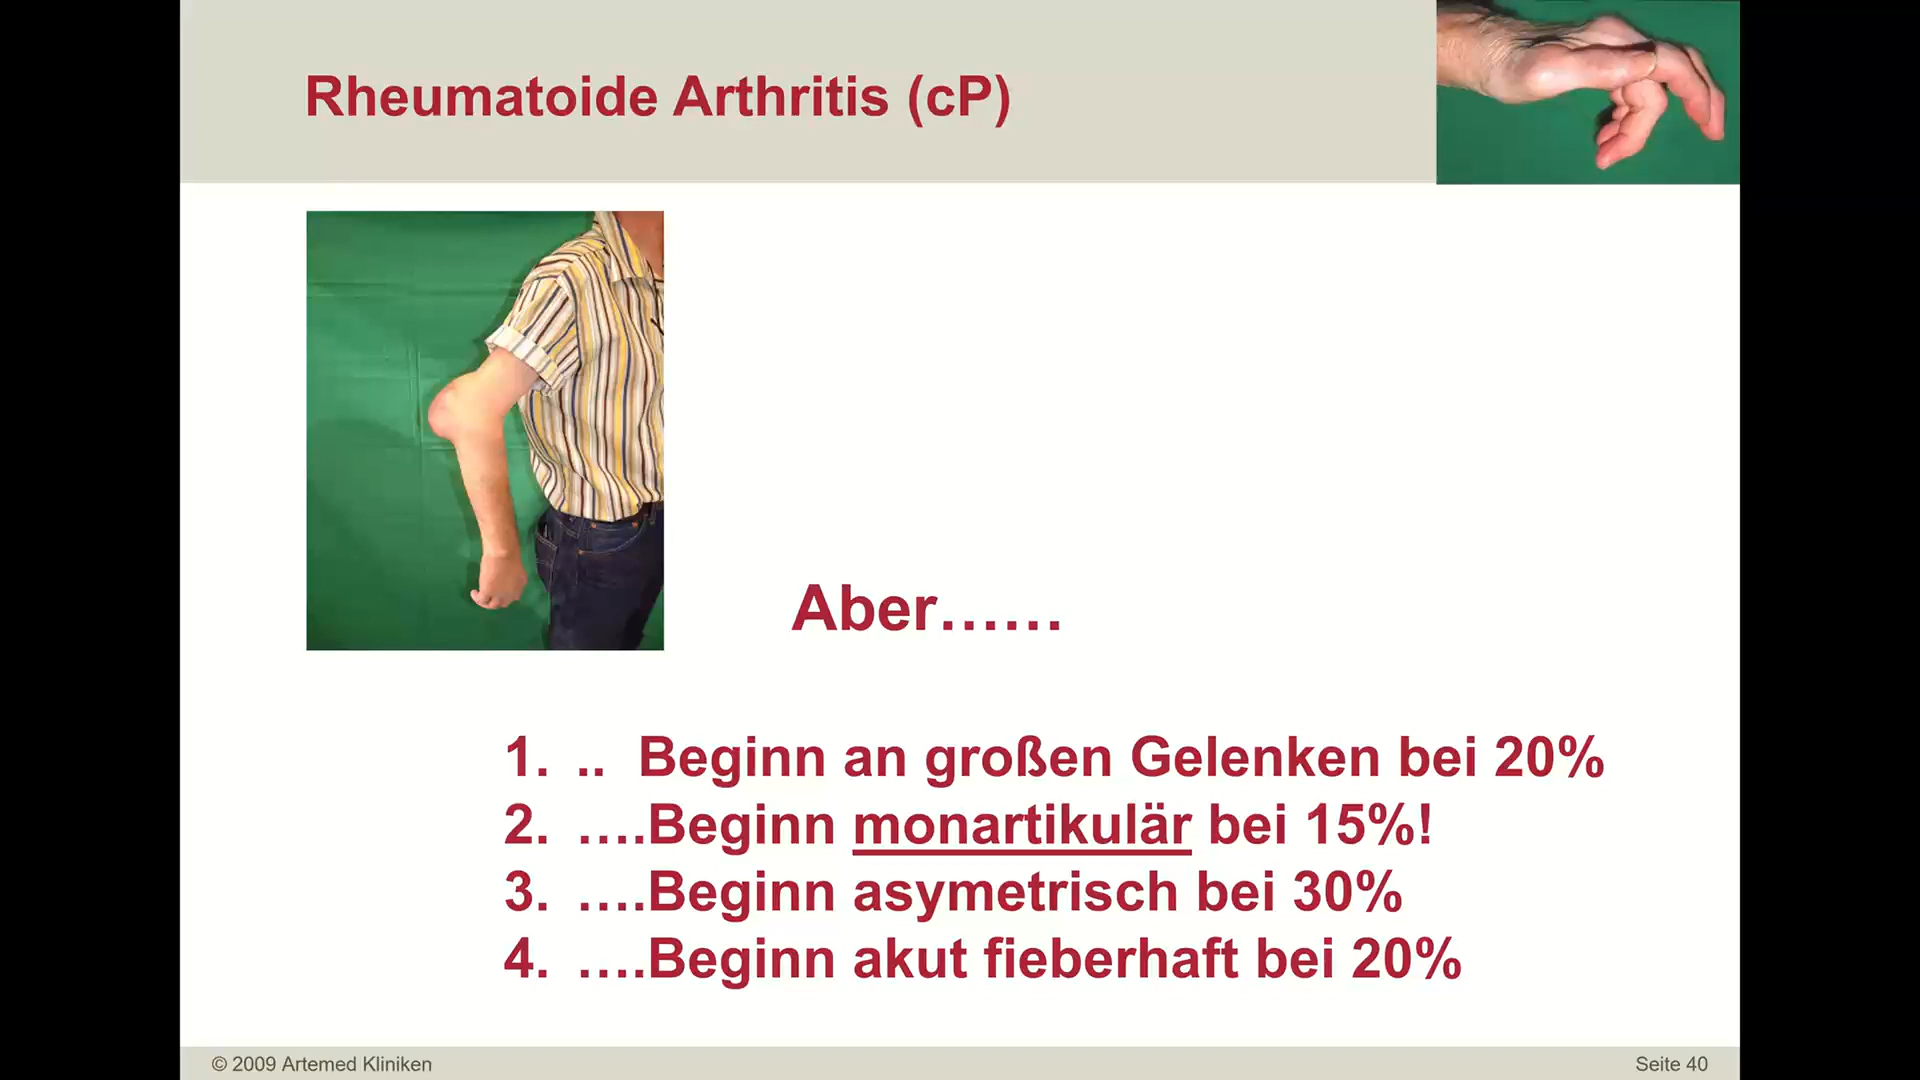 Rheumatoide Arthritis (cP)
Aber……
1. .. Beginn an großen Gelenken bei 20%
2. ….Beginn monartikulär bei 15%!
3. ….Beginn asymetrisch bei 30%
4. ….Beginn akut fieberhaft bei 20%
© 2009 Artemed Kliniken
Seite 40